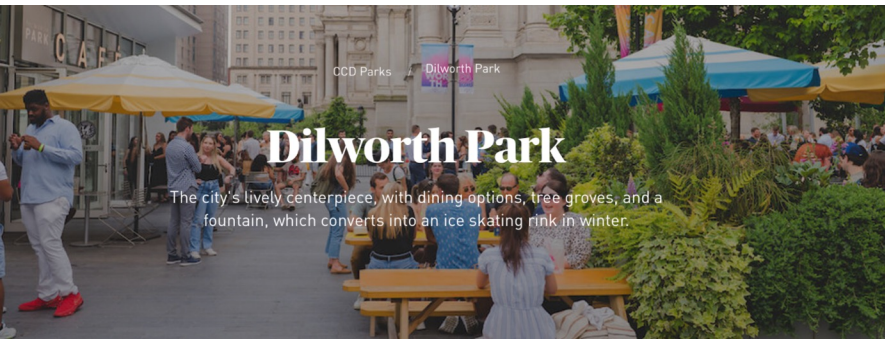 PARK
CAFE
CCD Parks / Dilworth Park
Dilworth Park
The city's lively centerpiece, with dining options, tree groves, and a
fountain, which converts into an ice skating rink in winter.